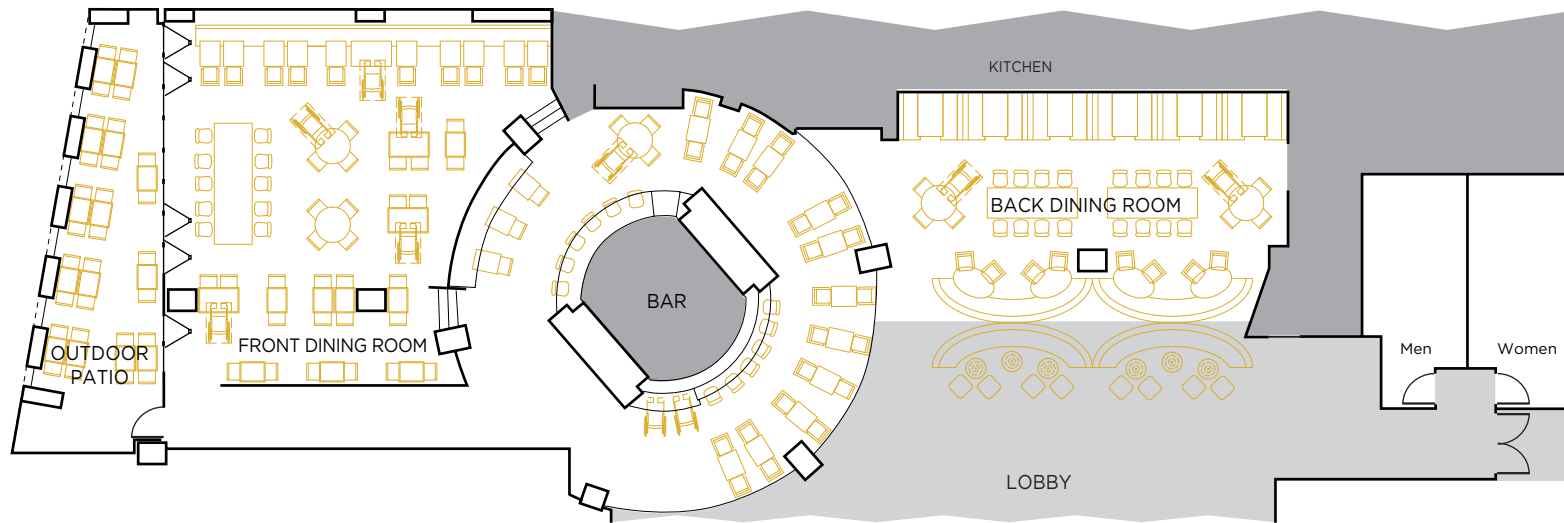 KITCHEN
BACK DINING ROOM
BAR
FRONT DINING ROOM
OUTDOOR
PATIO
Men
Women
LOBBY